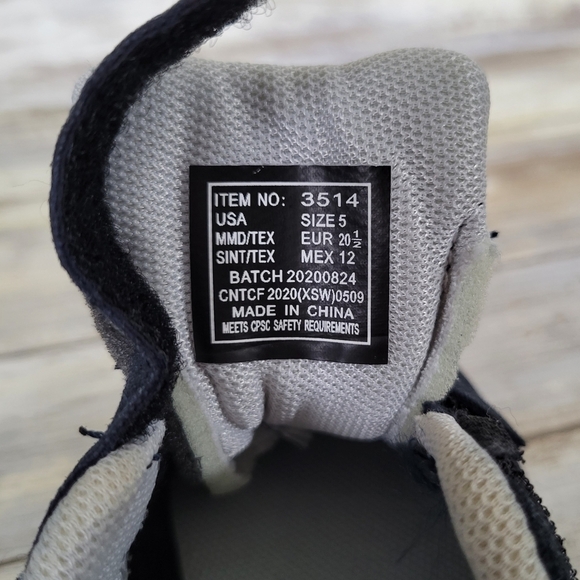 ITEM NO: 3514
USA SIZE 5
MMD/TEX EUR 20½
SINT/TEX MEX 12
BATCH 20200824
CNTCF 2020(XSW)0509
MADE IN CHINA
MEETS CPSC SAFETY REQUIREMENTS